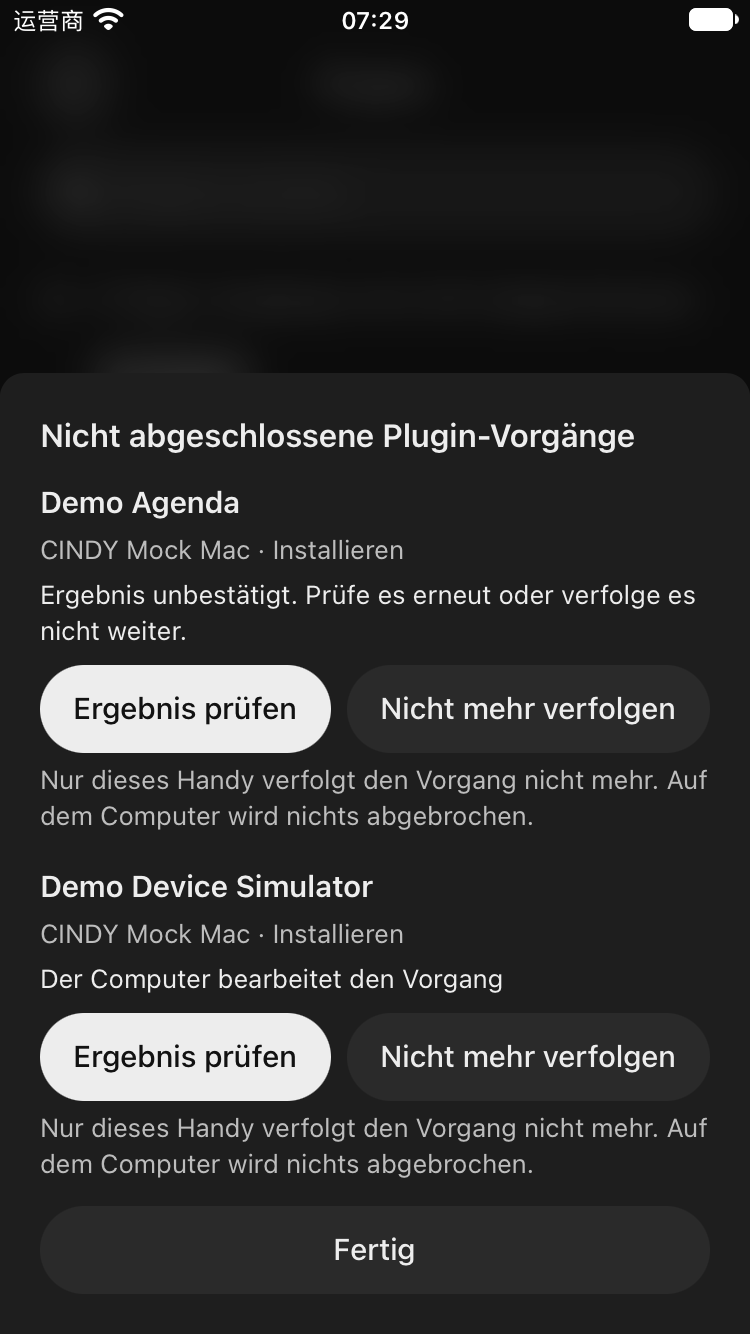 运营商
07:29
Nicht abgeschlossene Plugin-Vorgänge
Demo Agenda
CINDY Mock Mac · Installieren
Ergebnis unbestätigt. Prüfe es erneut oder verfolge es
nicht weiter.
Ergebnis prüfen
Nicht mehr verfolgen
Nur dieses Handy verfolgt den Vorgang nicht mehr. Auf
dem Computer wird nichts abgebrochen.
Demo Device Simulator
CINDY Mock Mac · Installieren
Der Computer bearbeitet den Vorgang
Ergebnis prüfen
Nicht mehr verfolgen
Nur dieses Handy verfolgt den Vorgang nicht mehr. Auf
dem Computer wird nichts abgebrochen.
Fertig